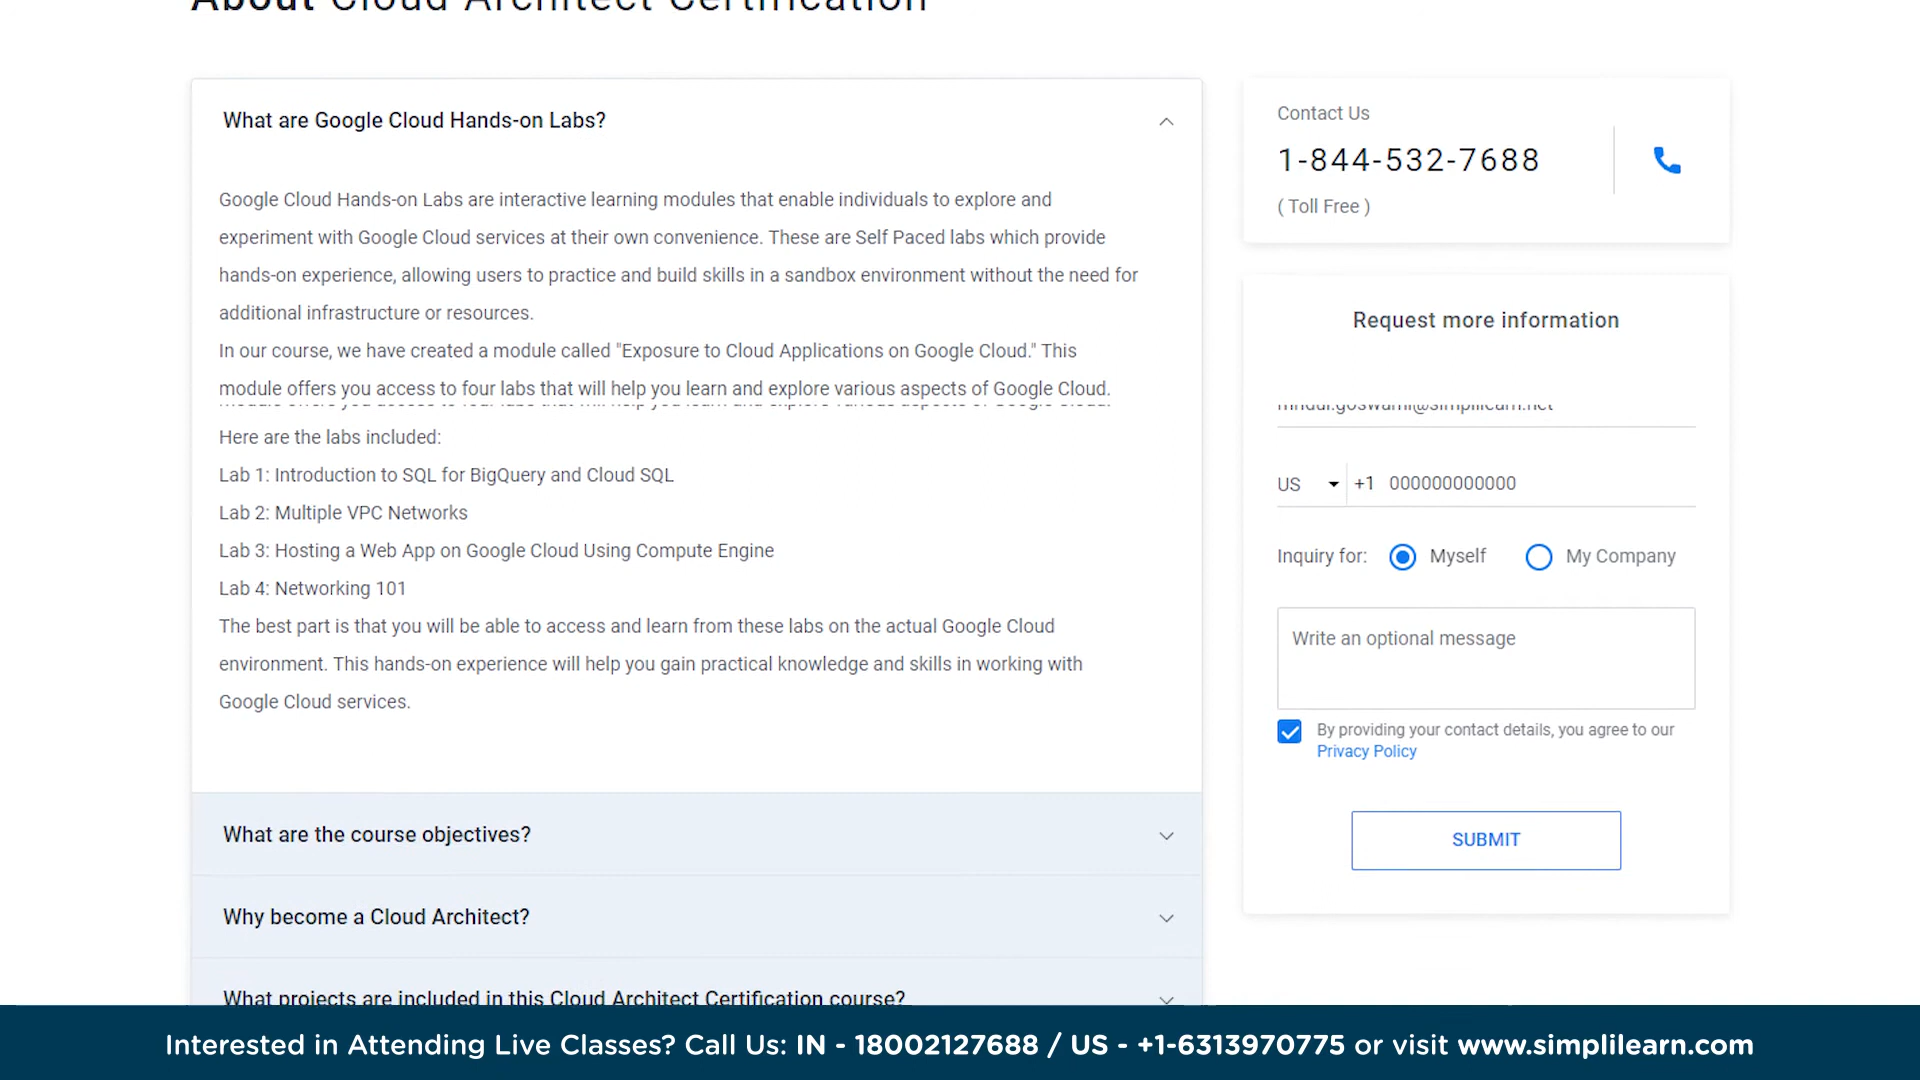 About Cloud Architect Certification
What are Google Cloud Hands-on Labs?
Google Cloud Hands-on Labs are interactive learning modules that enable individuals to explore and
experiment with Google Cloud services at their own convenience. These are Self Paced labs which provide
hands-on experience, allowing users to practice and build skills in a sandbox environment without the need for
additional infrastructure or resources.
In our course, we have created a module called "Exposure to Cloud Applications on Google Cloud." This
module offers you access to four labs that will help you learn and explore various aspects of Google Cloud.
Here are the labs included:
Lab 1: Introduction to SQL for BigQuery and Cloud SQL
Lab 2: Multiple VPC Networks
Lab 3: Hosting a Web App on Google Cloud Using Compute Engine
Lab 4: Networking 101
The best part is that you will be able to access and learn from these labs on the actual Google Cloud
environment. This hands-on experience will help you gain practical knowledge and skills in working with
Google Cloud services.
What are the course objectives?
Why become a Cloud Architect?
What projects are included in this Cloud Architect Certification course?
Contact Us
1-844-532-7688
( Toll Free )
Request more information
US +1 000000000000
Inquiry for: Myself My Company
Write an optional message
By providing your contact details, you agree to our
Privacy Policy
SUBMIT
Interested in Attending Live Classes? Call Us: IN - 18002127688 / US - +1-6313970775 or visit www.simplilearn.com